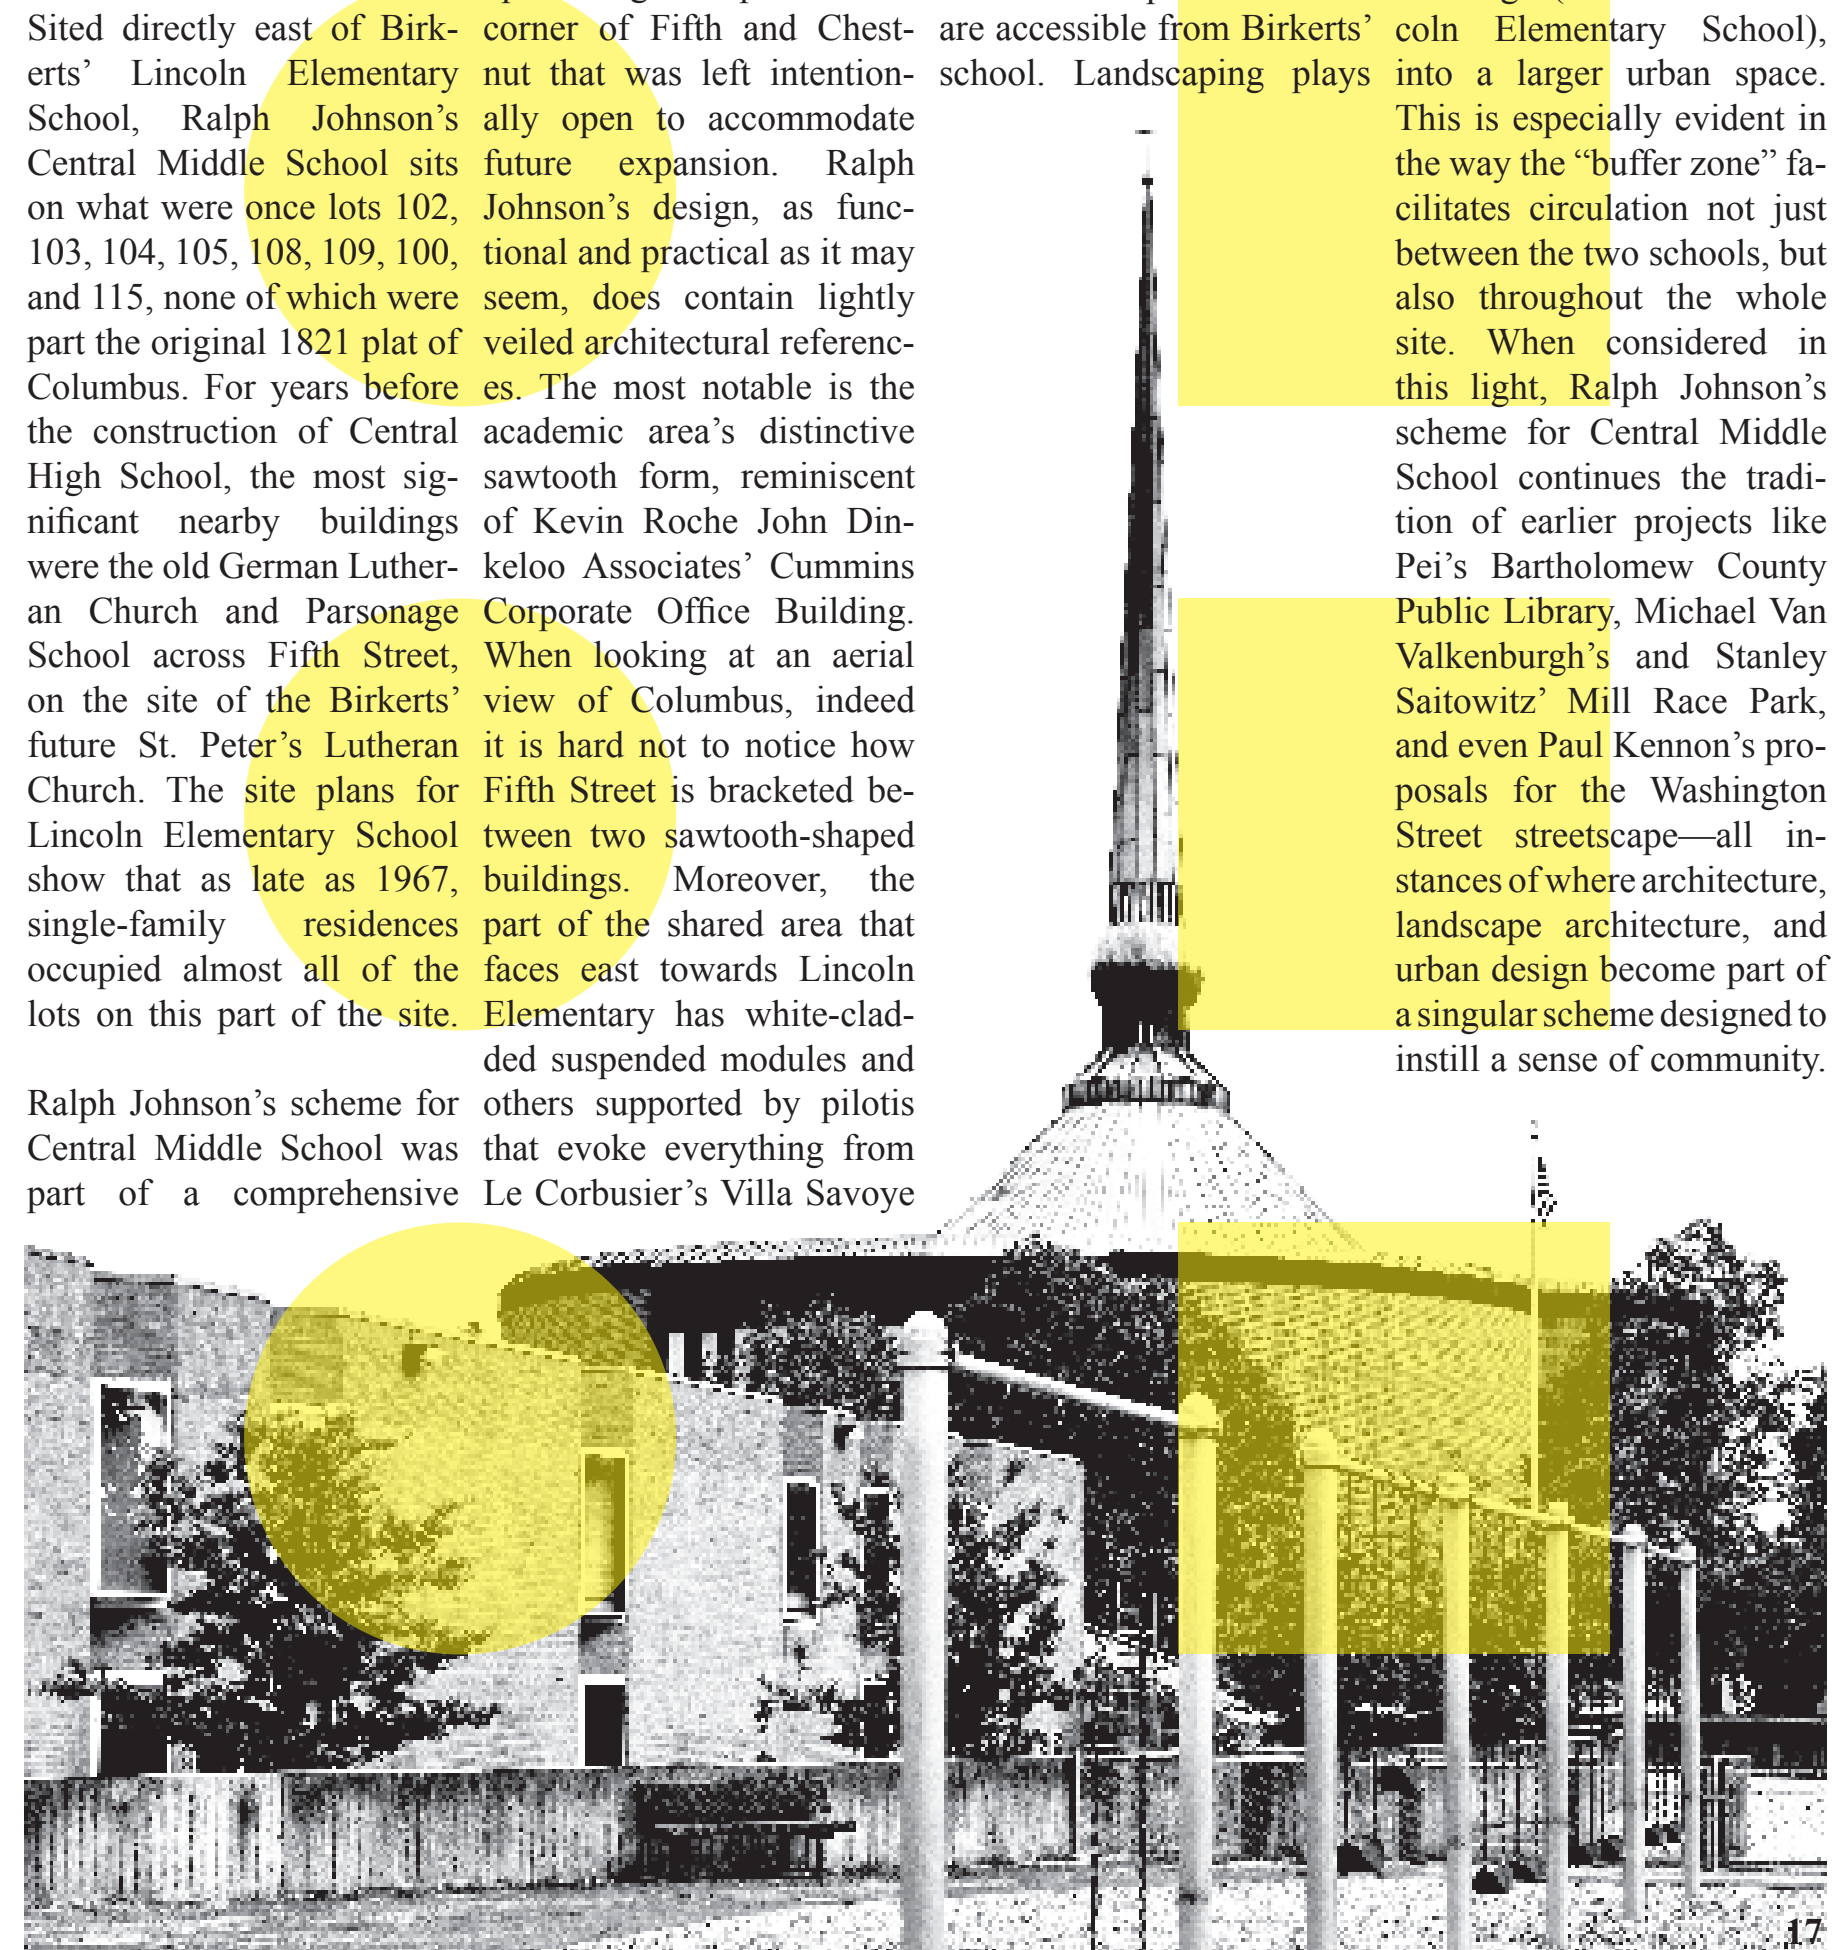 Sited directly east of Birk-
erts’ Lincoln Elementary
School, Ralph Johnson’s
Central Middle School sits
on what were once lots 102,
103, 104, 105, 108, 109, 100,
and 115, none of which were
part the original 1821 plat of
Columbus. For years before
the construction of Central
High School, the most sig-
nificant nearby buildings
were the old German Luther-
an Church and Parsonage
School across Fifth Street,
on the site of the Birkerts’
future St. Peter’s Lutheran
Church. The site plans for
Lincoln Elementary School
show that as late as 1967,
single-family residences
occupied almost all of the
lots on this part of the site.
Ralph Johnson’s scheme for
Central Middle School was
part of a comprehensive
corner of Fifth and Chest-
nut that was left intention-
ally open to accommodate
future expansion. Ralph
Johnson’s design, as func-
tional and practical as it may
seem, does contain lightly
veiled architectural referenc-
es. The most notable is the
academic area’s distinctive
sawtooth form, reminiscent
of Kevin Roche John Din-
keloo Associates’ Cummins
Corporate Office Building.
When looking at an aerial
view of Columbus, indeed
it is hard not to notice how
Fifth Street is bracketed be-
tween two sawtooth-shaped
buildings. Moreover, the
part of the shared area that
faces east towards Lincoln
Elementary has white-clad-
ded suspended modules and
others supported by pilotis
that evoke everything from
Le Corbusier’s Villa Savoye
are accessible from Birkerts’
school. Landscaping plays
coln Elementary School),
into a larger urban space.
This is especially evident in
the way the “buffer zone” fa-
cilitates circulation not just
between the two schools, but
also throughout the whole
site. When considered in
this light, Ralph Johnson’s
scheme for Central Middle
School continues the tradi-
tion of earlier projects like
Pei’s Bartholomew County
Public Library, Michael Van
Valkenburgh’s and Stanley
Saitowitz’ Mill Race Park,
and even Paul Kennon’s pro-
posals for the Washington
Street streetscape—all in-
stances of where architecture,
landscape architecture, and
urban design become part of
a singular scheme designed to
instill a sense of community.
17